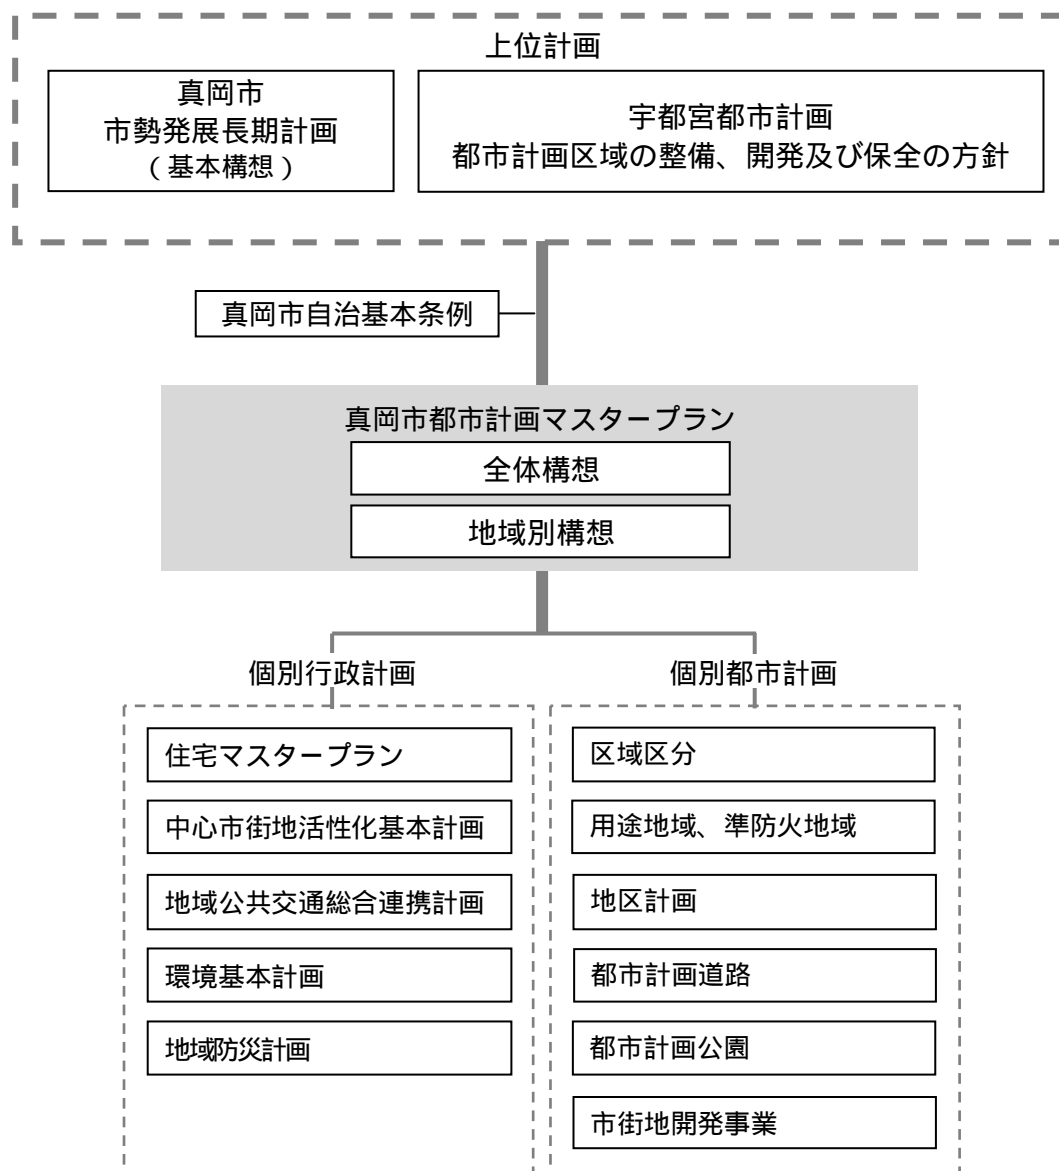 上位計画
真岡市
市勢発展長期計画
（基本構想）
宇都宮都市計画
都市計画区域の整備、開発及び保全の方針
真岡市自治基本条例
真岡市都市計画マスタープラン
全体構想
地域別構想
個別行政計画
住宅マスタープラン
中心市街地活性化基本計画
地域公共交通総合連携計画
環境基本計画
地域防災計画
個別都市計画
区域区分
用途地域、準防火地域
地区計画
都市計画道路
都市計画公園
市街地開発事業